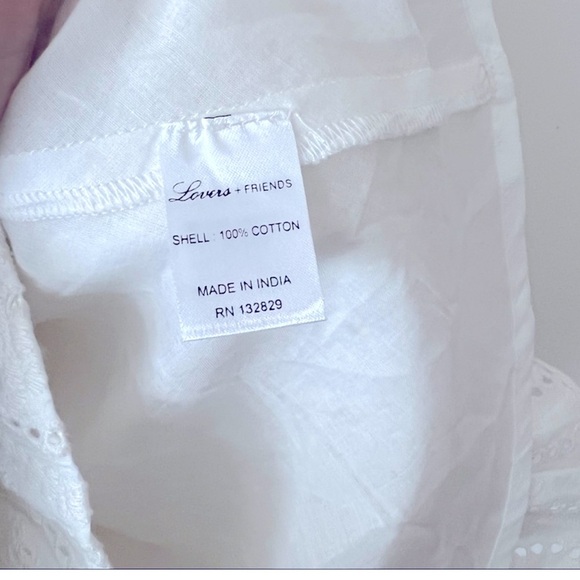 Lovers + FRIENDS
SHELL : 100% COTTON
MADE IN INDIA
RN 132829